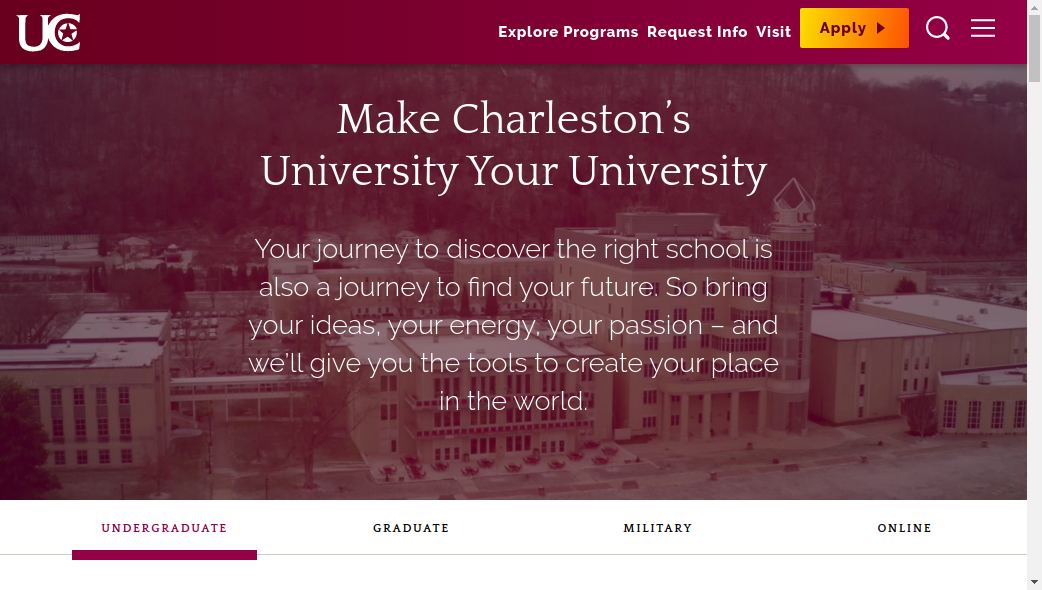 UC
Explore Programs Request Info Visit Apply
Make Charleston’s
University Your University
UC
Your journey to discover the right school is
also a journey to find your future. So bring
your ideas, your energy, your passion – and
we’ll give you the tools to create your place
in the world.
UNDERGRADUATE GRADUATE MILITARY ONLINE